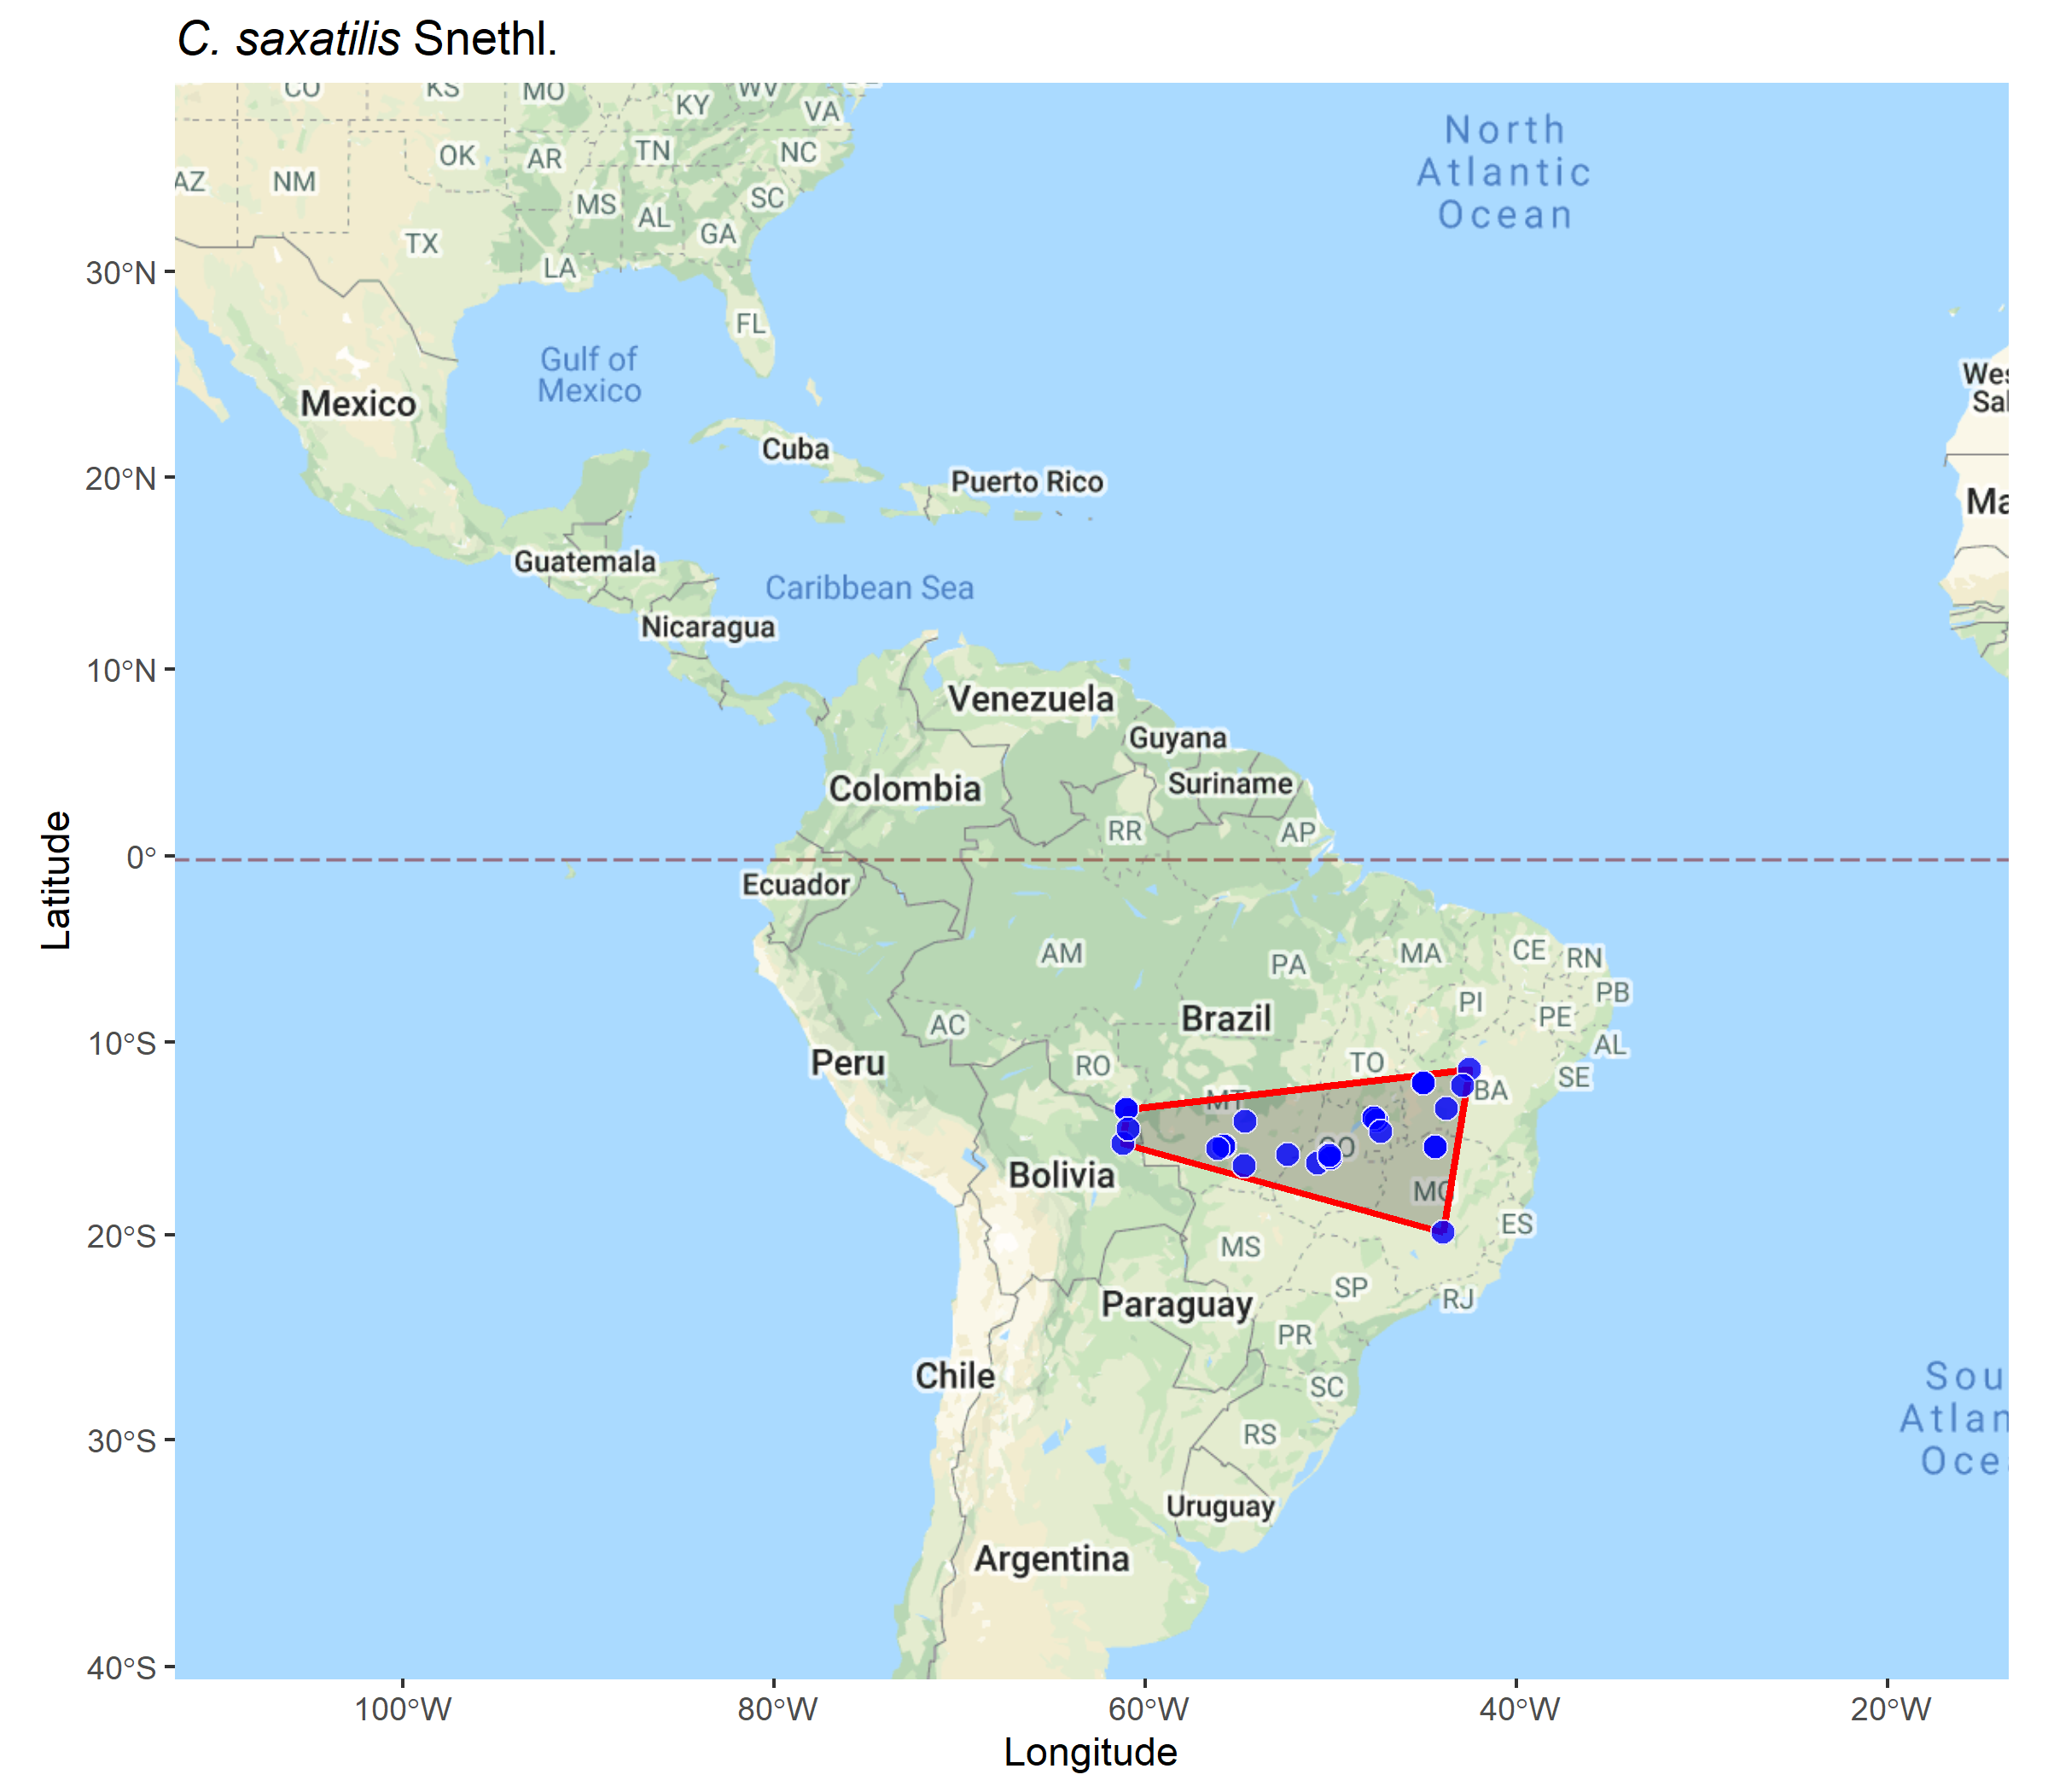 C. saxatilis Snethl.
CO
KS
MO
KY
WV
VA
OK
AR
TN
NC
AZ
NM
MS
AL
SC
GA
TX
LA
FL
North
Atlantic
Ocean
Gulf of
Mexico
Mexico
Cuba
Puerto Rico
Wes
Sal
Ma
Guatemala
Caribbean Sea
Nicaragua
Venezuela
Guyana
Suriname
Colombia
RR
AP
Ecuador
AM
PA
MA
CE
RN
PB
PI
PE
AL
AC
Brazil
SE
Peru
RO
TO
BA
MT
GO
Bolivia
MG
ES
MS
SP
RJ
Paraguay
PR
Chile
SC
RS
Uruguay
Argentina
Sou
Atlan
Oce
30°N
20°N
10°N
0°
10°S
20°S
30°S
40°S
Latitude
100°W
80°W
60°W
40°W
20°W
Longitude